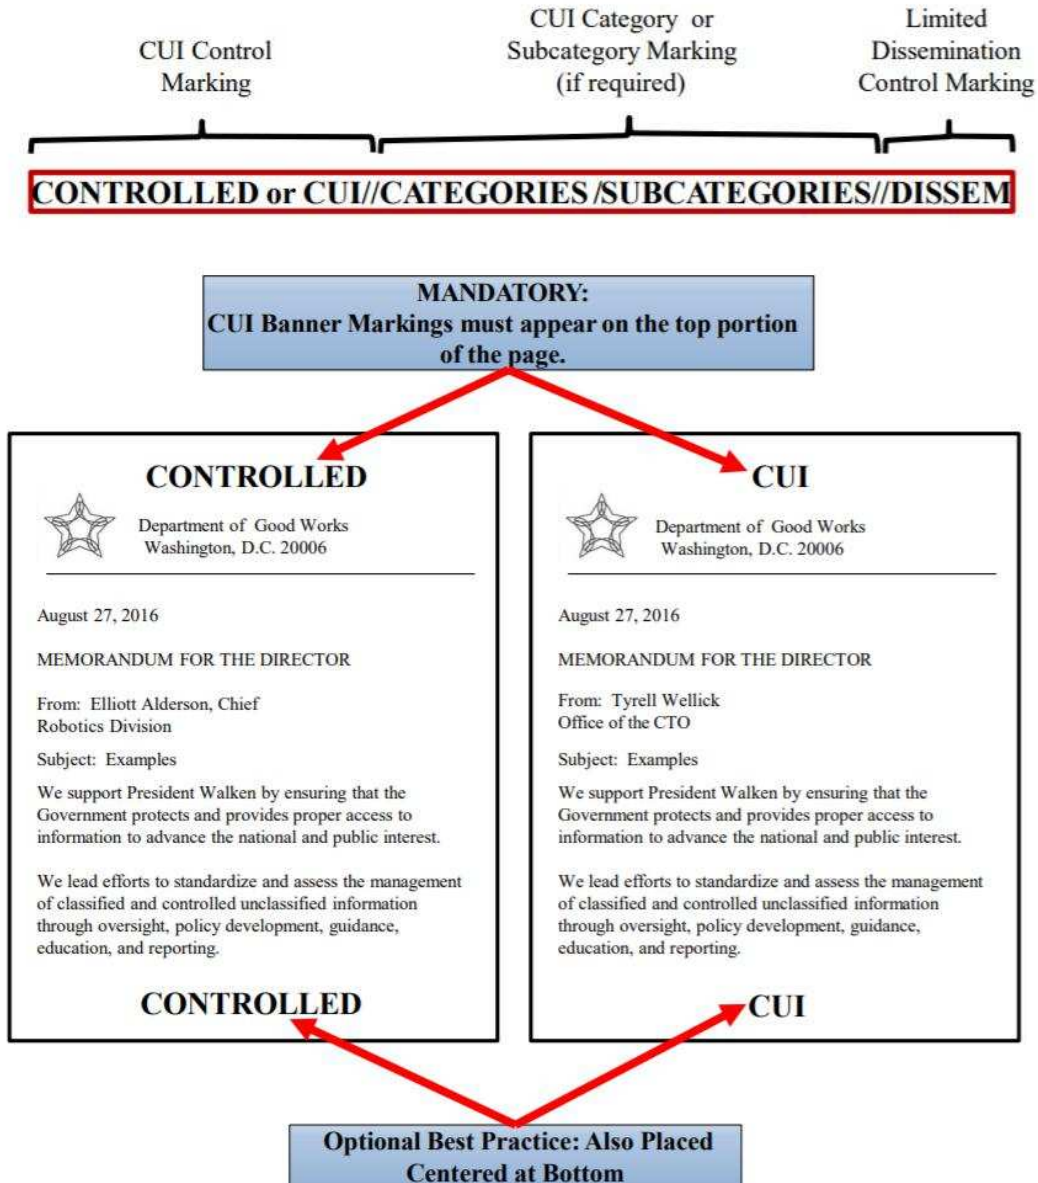 CUI Control
Marking
CUI Category or
Subcategory Marking
(if required)
Limited
Dissemination
Control Marking
CONTROLLED or CUI//CATEGORIES /SUBCATEGORIES//DISSEM
MANDATORY:
CUI Banner Markings must appear on the top portion
of the page.
CONTROLLED
Department of Good Works
Washington, D.C. 20006
August 27, 2016
MEMORANDUM FOR THE DIRECTOR
From: Elliott Alderson, Chief
Robotics Division
Subject: Examples
We support President Walken by ensuring that the
Government protects and provides proper access to
information to advance the national and public interest.
We lead efforts to standardize and assess the management
of classified and controlled unclassified information
through oversight, policy development, guidance,
education, and reporting.
CONTROLLED
CUI
Department of Good Works
Washington, D.C. 20006
August 27, 2016
MEMORANDUM FOR THE DIRECTOR
From: Tyrell Wellick
Office of the CTO
Subject: Examples
We support President Walken by ensuring that the
Government protects and provides proper access to
information to advance the national and public interest.
We lead efforts to standardize and assess the management
of classified and controlled unclassified information
through oversight, policy development, guidance,
education, and reporting.
CUI
Optional Best Practice: Also Placed
Centered at Bottom